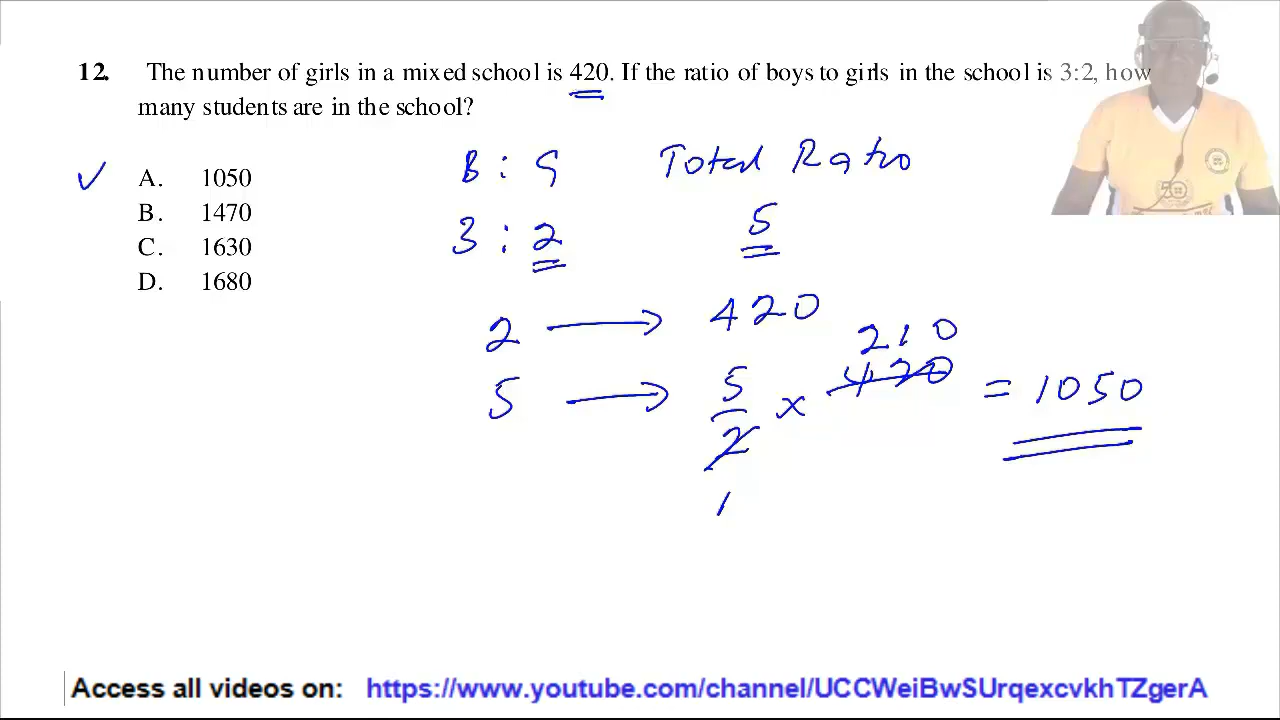 12. The number of girls in a mixed school is 420. If the ratio of boys to girls in the school is 3:2, how
many students are in the school?
A. 1050
B. 1470
C. 1630
D. 1680
B : G Total Ratio
3 : 2 5
2 → 420
210
5 → 5/2 × 420 = 1050
1
Access all videos on: https://www.youtube.com/channel/UCCWeiBwSUrqexcvkhTZgerA